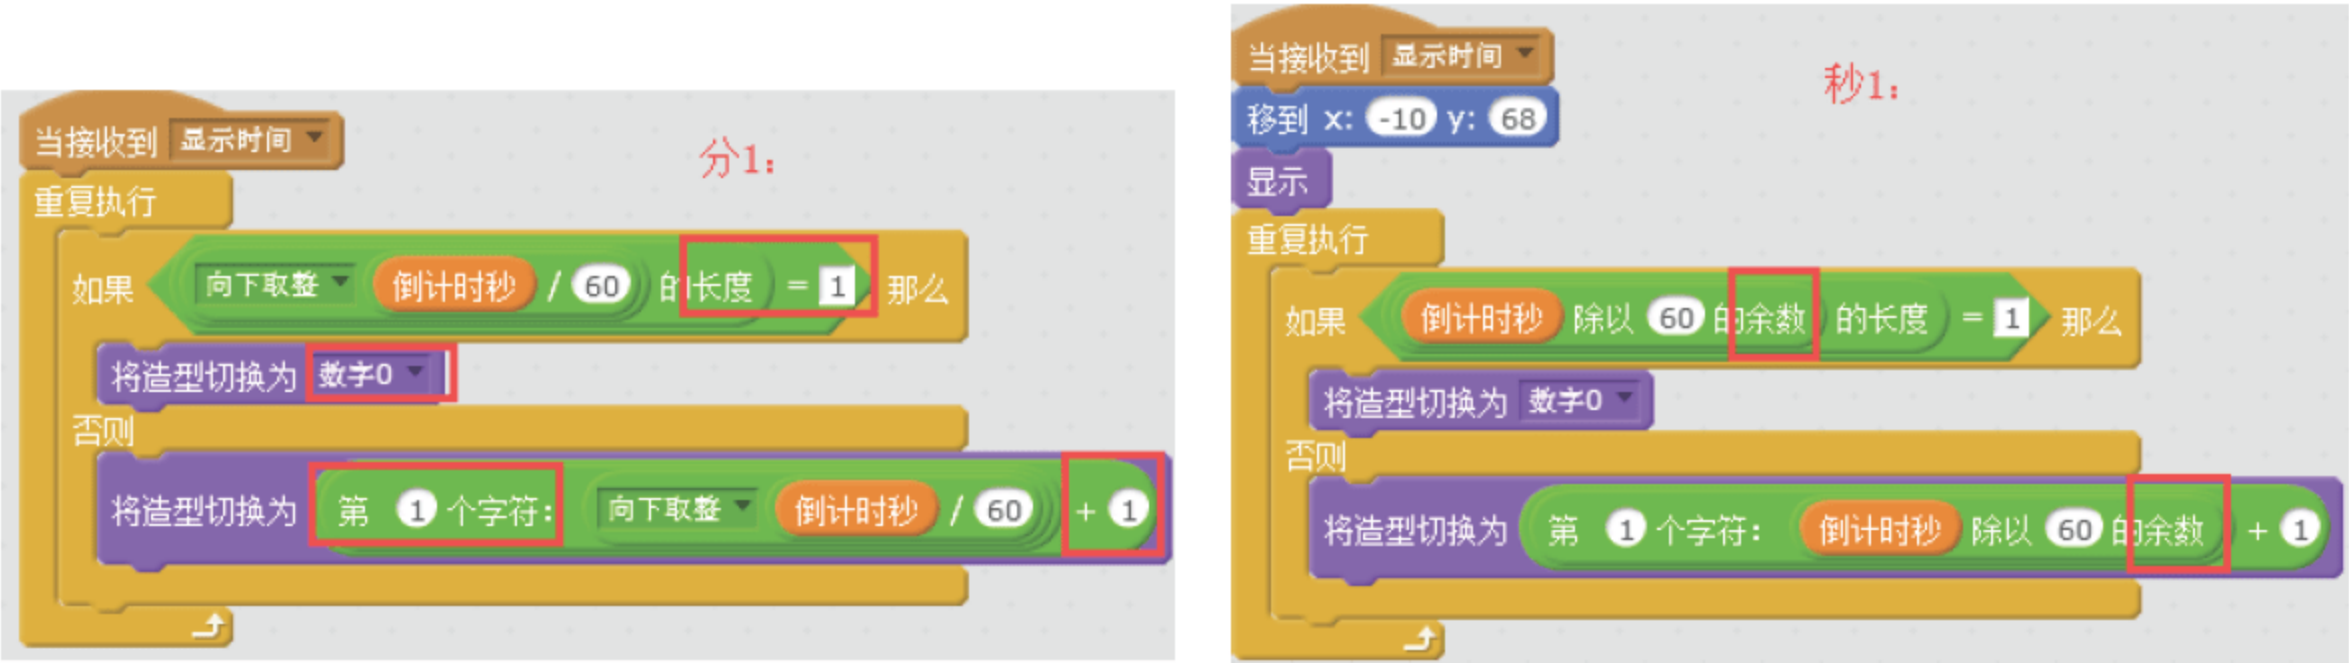 当接收到 显示时间
分1：
重复执行
如果 向下取整 倒计时秒 / 60 的长度 = 1 那么
将造型切换为 数字0
否则
将造型切换为 第 1 个字符： 向下取整 倒计时秒 / 60 + 1
当接收到 显示时间
秒1：
移到 x: -10 y: 68
显示
重复执行
如果 倒计时秒 除以 60 的余数 的长度 = 1 那么
将造型切换为 数字0
否则
将造型切换为 第 1 个字符： 倒计时秒 除以 60 的余数 + 1